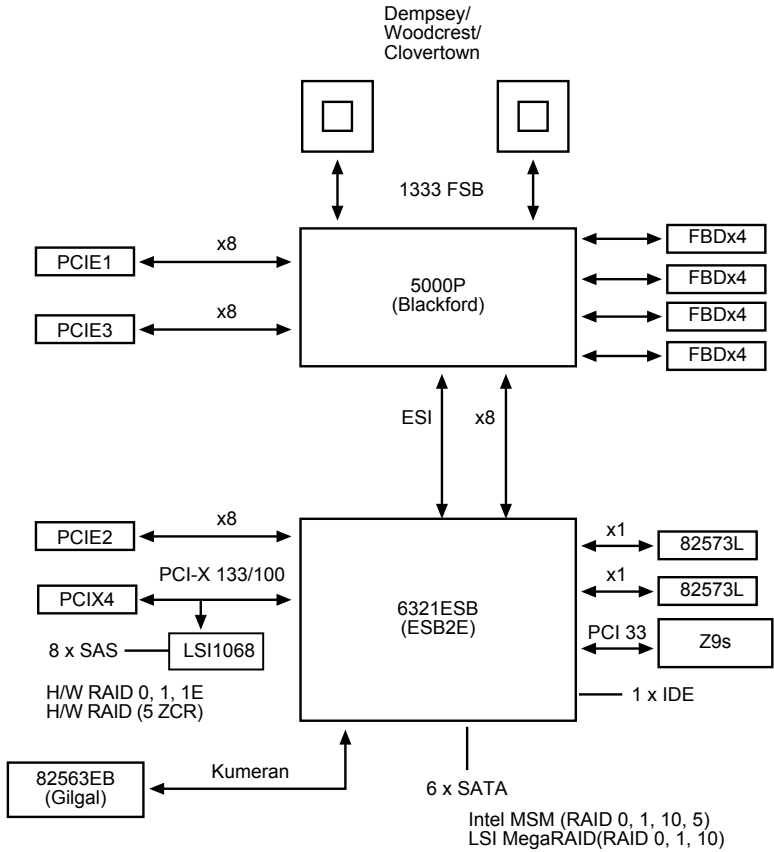 Dempsey/
Woodcrest/
Clovertown
1333 FSB
PCIE1
x8
5000P
(Blackford)
FBDx4
FBDx4
FBDx4
FBDx4
PCIE3
x8
ESI
x8
PCIE2
x8
PCIX4
PCI-X 133/100
8 x SAS
LSI1068
H/W RAID 0, 1, 1E
H/W RAID (5 ZCR)
6321ESB
(ESB2E)
x1
82573L
x1
82573L
PCI 33
Z9s
1 x IDE
82563EB
(Gilgal)
Kumeran
6 x SATA
Intel MSM (RAID 0, 1, 10, 5)
LSI MegaRAID(RAID 0, 1, 10)